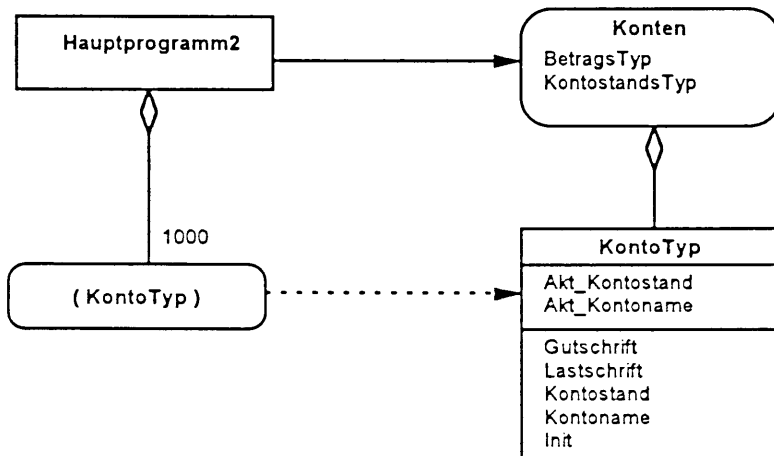 Hauptprogramm2
Konten
BetragsTyp
KontostandsTyp
1000
( KontoTyp )
KontoTyp
Akt_Kontostand
Akt_Kontoname
Gutschrift
Lastschrift
Kontostand
Kontoname
Init